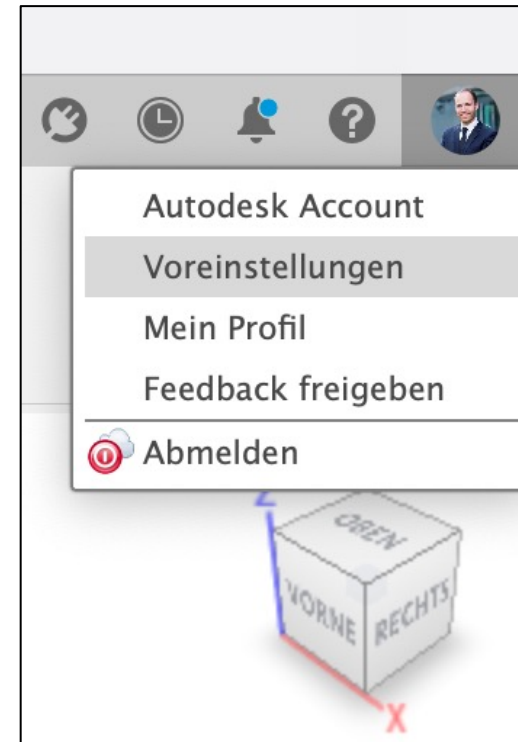 Autodesk Account
Voreinstellungen
Mein Profil
Feedback freigeben
Abmelden
Z
OBEN
VORNE
RECHTS
X